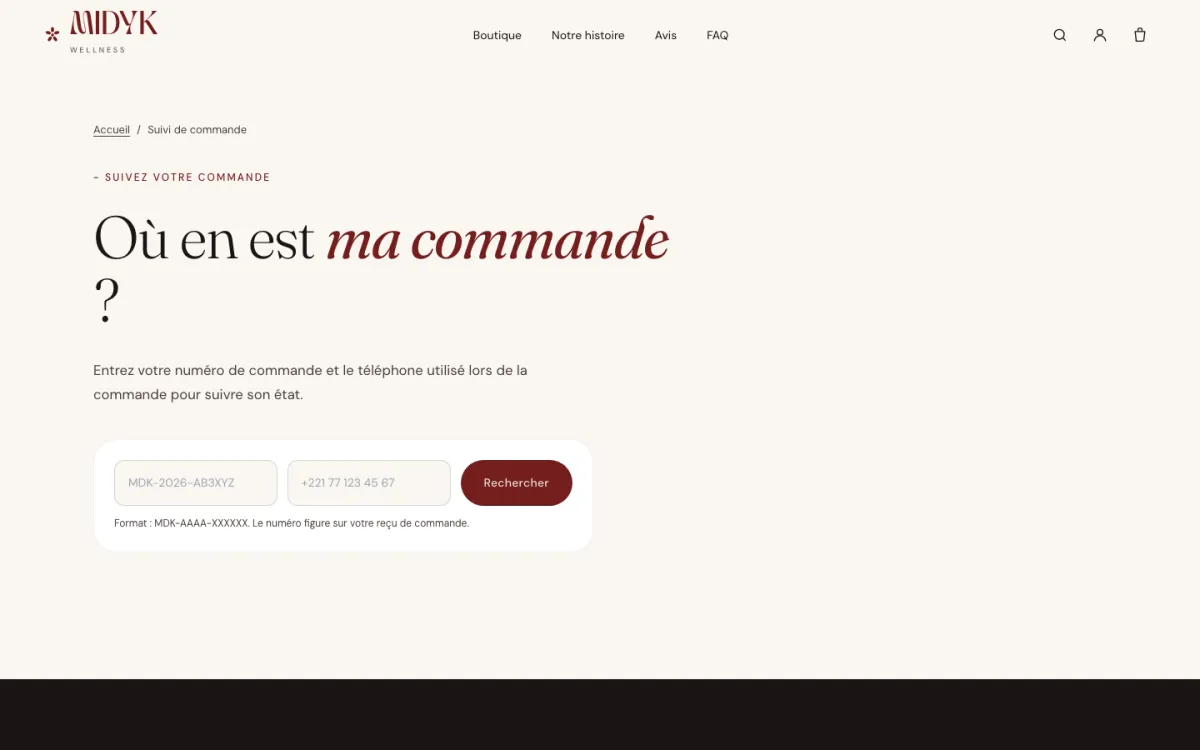 MIDYK
WELLNESS
Boutique
Notre histoire
Avis
FAQ
Accueil / Suivi de commande
– SUIVEZ VOTRE COMMANDE
Où en est ma commande
?
Entrez votre numéro de commande et le téléphone utilisé lors de la
commande pour suivre son état.
MDK-2026-AB3XYZ
+221 77 123 45 67
Rechercher
Format : MDK-AAAA-XXXXXX. Le numéro figure sur votre reçu de commande.